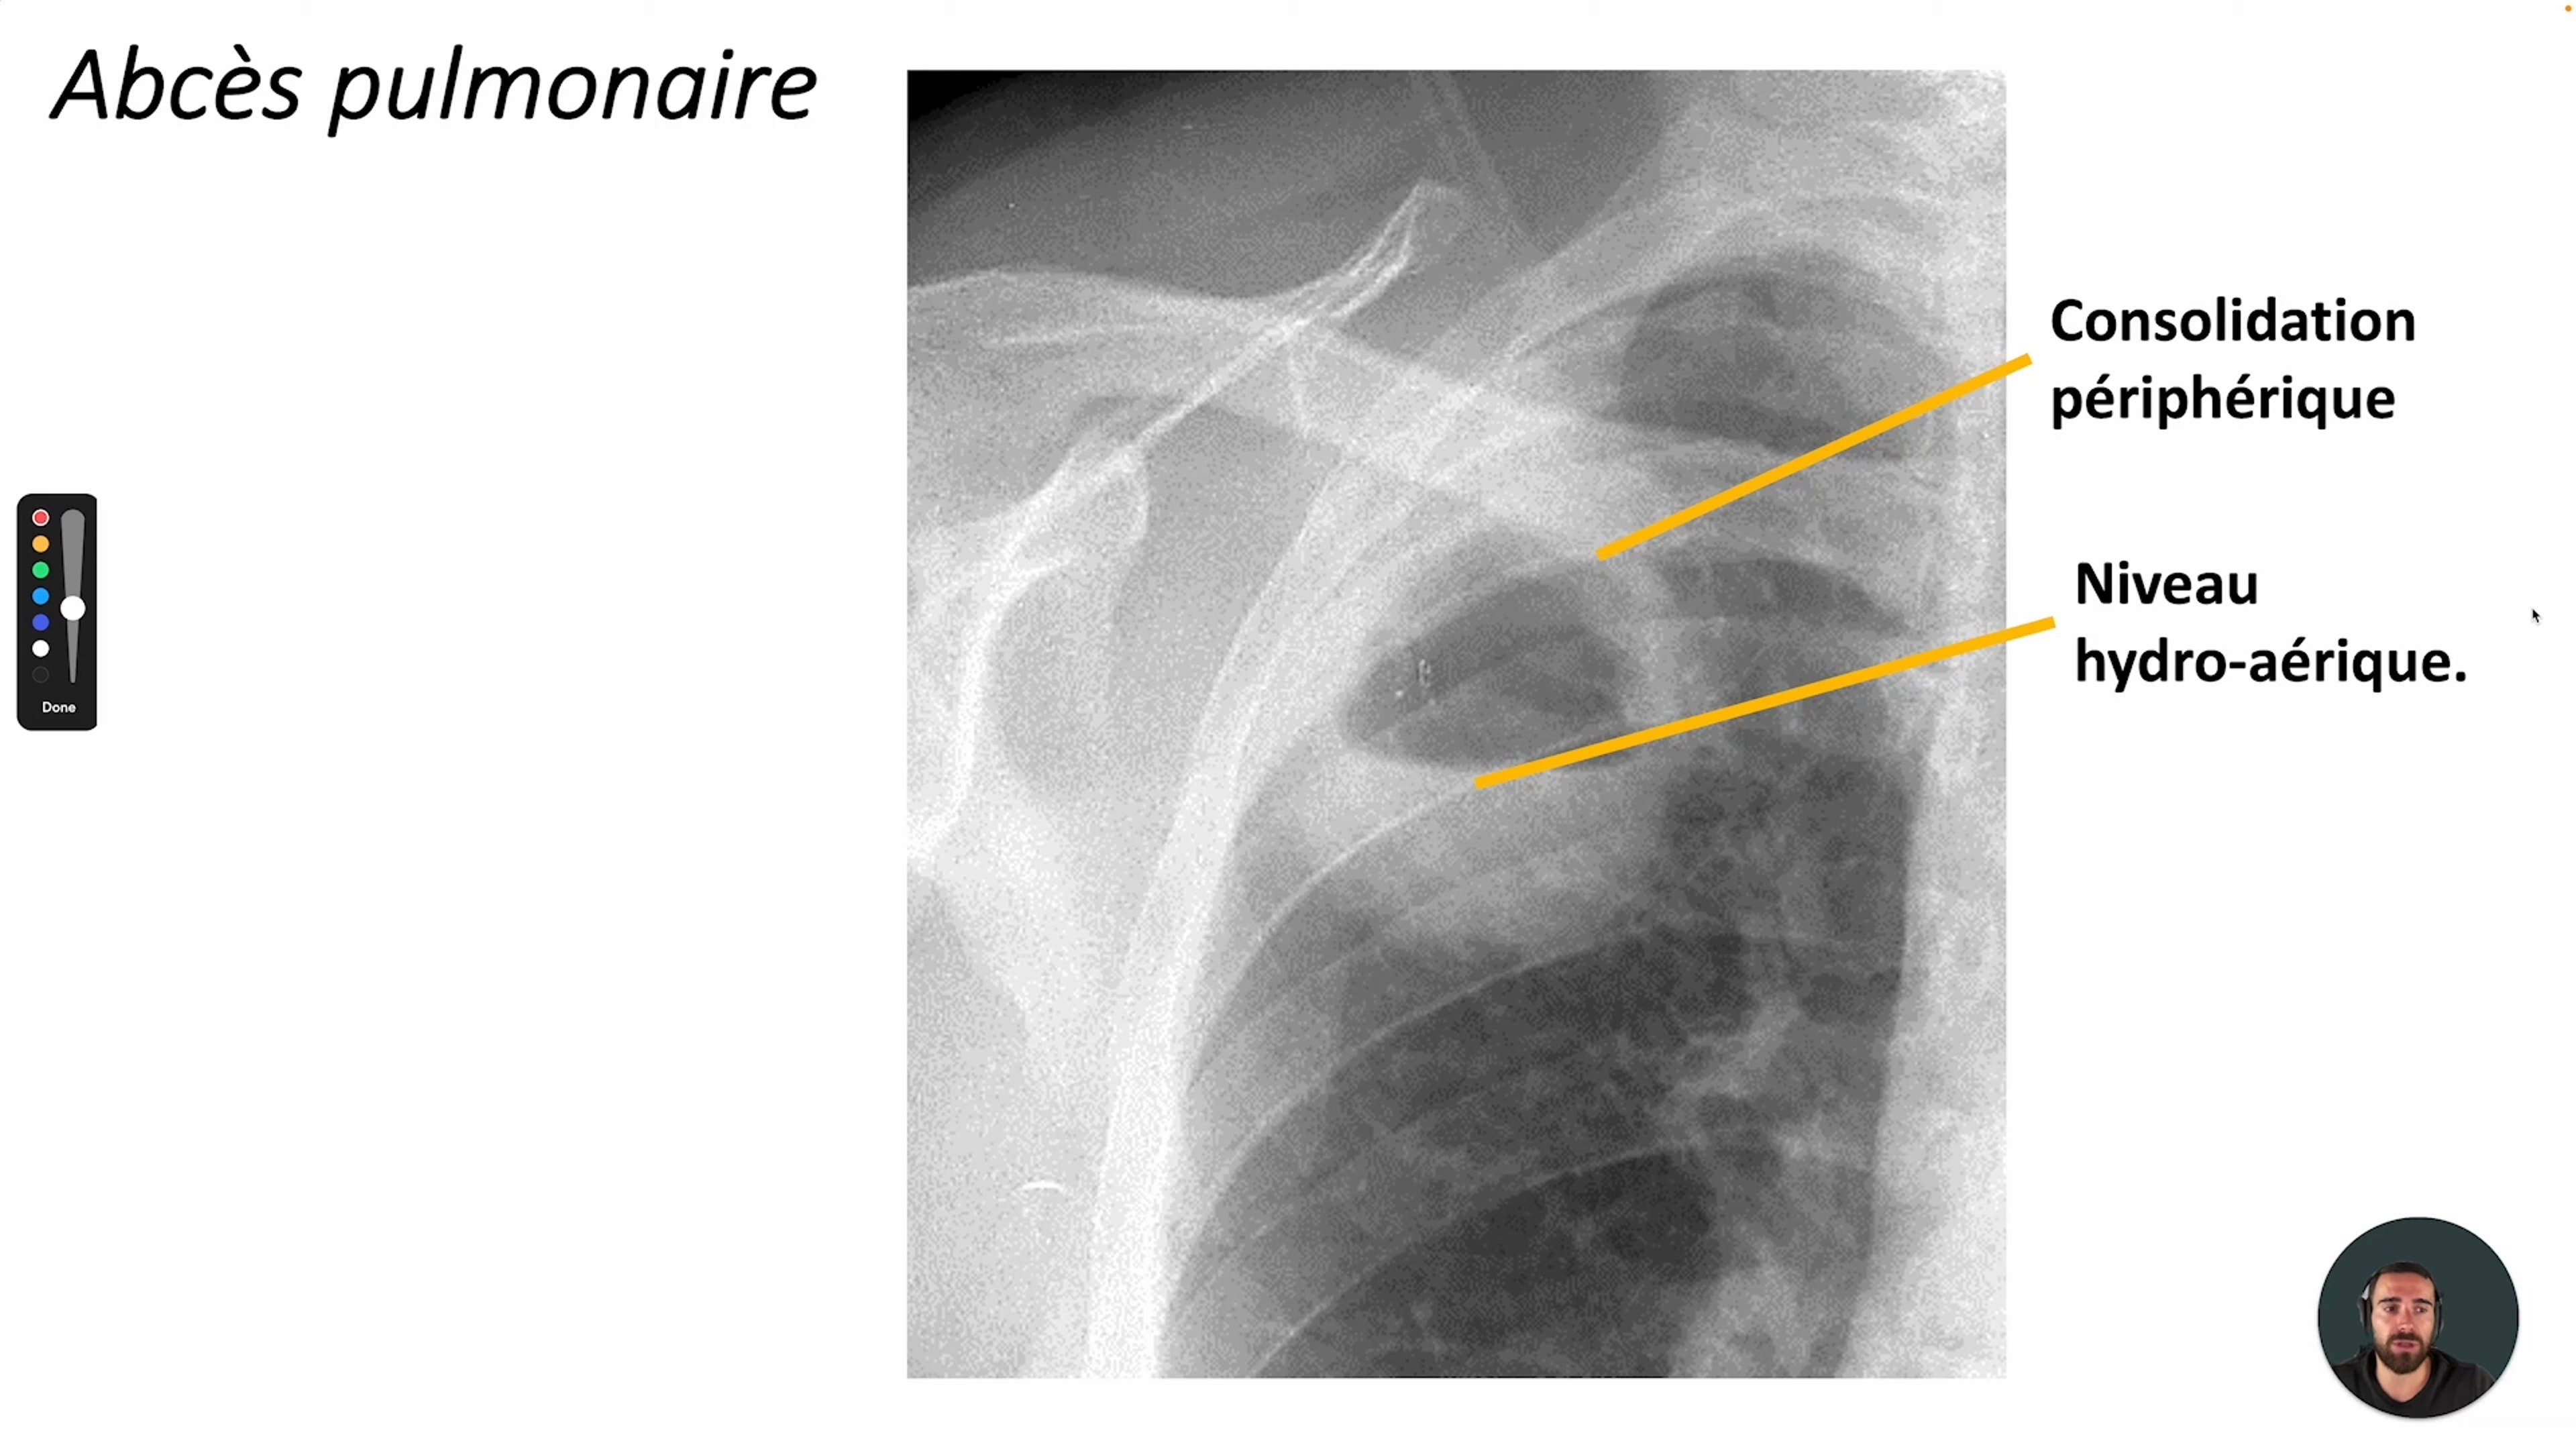 Abcès pulmonaire
Consolidation
périphérique
Niveau
hydro-aérique.
Done